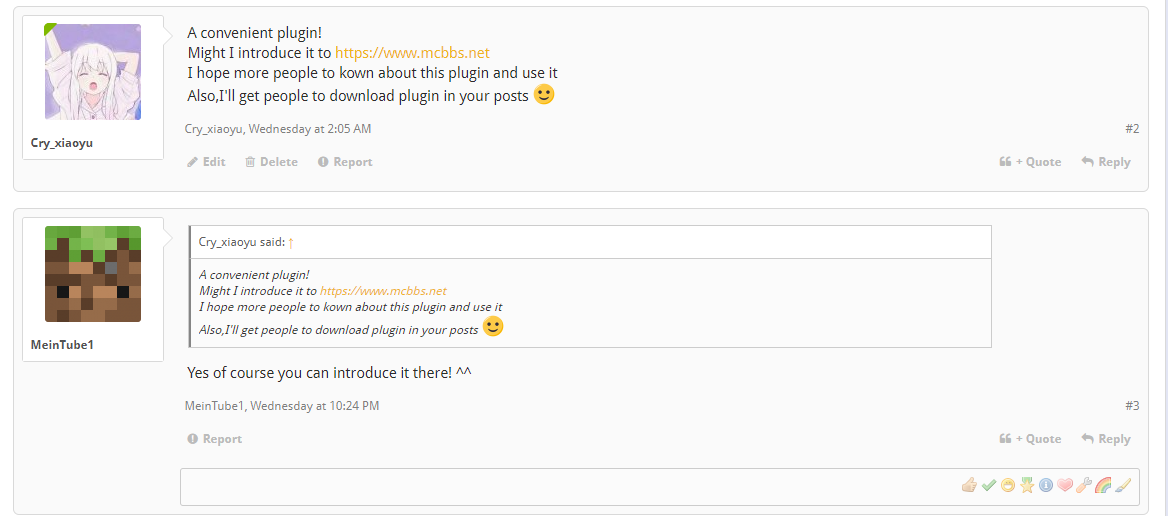 A convenient plugin!
Might I introduce it to https://www.mcbbs.net
I hope more people to kown about this plugin and use it
Also,I'll get people to download plugin in your posts
Cry_xiaoyu
Cry_xiaoyu, Wednesday at 2:05 AM #2
Edit Delete Report + Quote Reply
Cry_xiaoyu said: ↑
A convenient plugin!
Might I introduce it to https://www.mcbbs.net
I hope more people to kown about this plugin and use it
Also,I'll get people to download plugin in your posts
MeinTube1
Yes of course you can introduce it there! ^^
MeinTube1, Wednesday at 10:24 PM #3
Report + Quote Reply